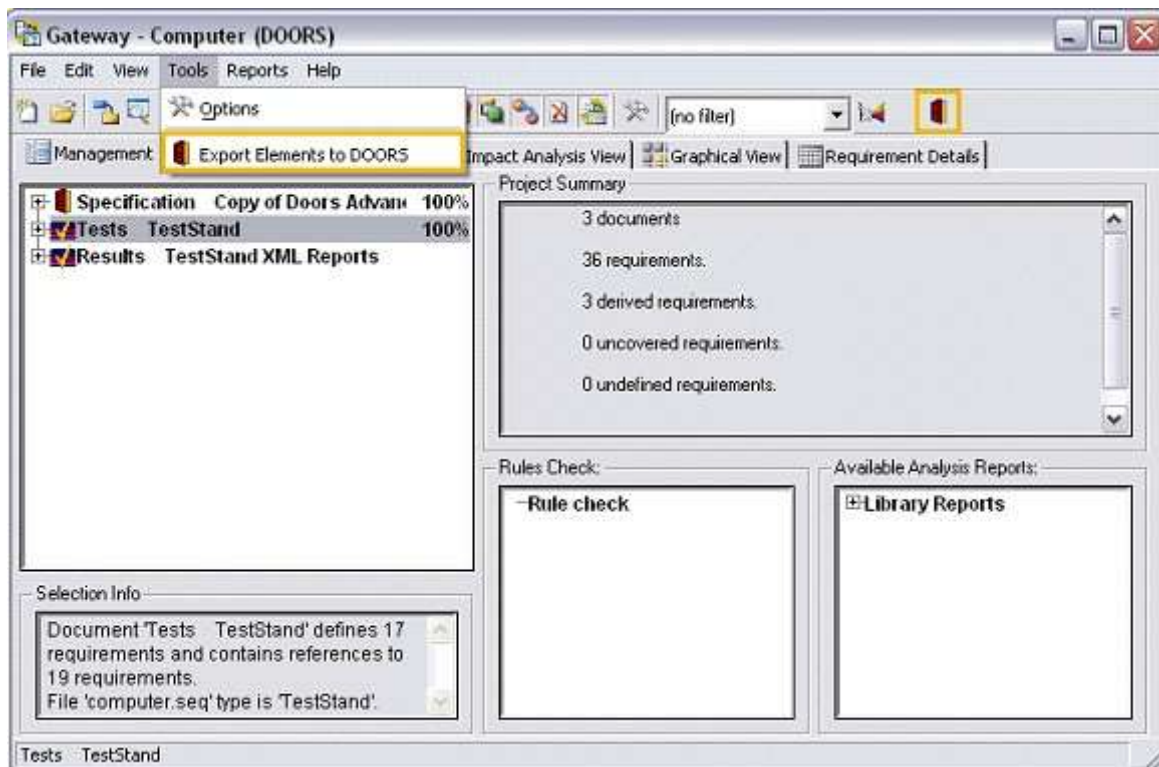 Gateway - Computer (DOORS)
File Edit View Tools Reports Help
Options
(no filter)
Export Elements to DOORS
Management
Impact Analysis View
Graphical View
Requirement Details
Specification Copy of Doors Advan 100%
Tests TestStand 100%
Results TestStand XML Reports
Project Summary
3 documents
36 requirements.
3 derived requirements.
0 uncovered requirements.
0 undefined requirements.
Rules Check:
Rule check
Available Analysis Reports:
Library Reports
Selection Info
Document 'Tests TestStand' defines 17
requirements and contains references to
19 requirements.
File 'computer.seq' type is 'TestStand'.
Tests TestStand